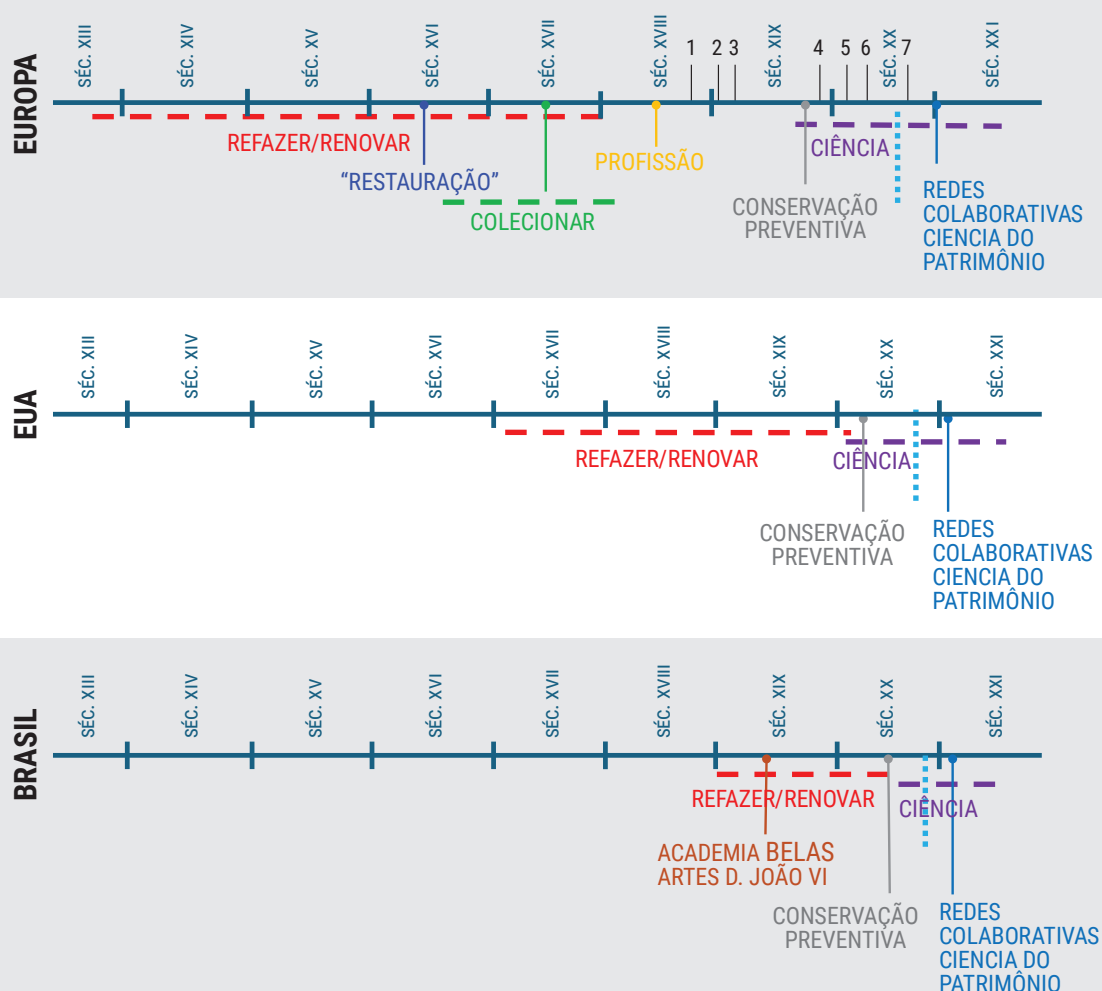 EUROPA
SÉC. XIII
SÉC. XIV
SÉC. XV
SÉC. XVI
SÉC. XVII
SÉC. XVIII
1
2
3
SÉC. XIX
4
5
6
SÉC. XX
7
SÉC. XXI
REFAZER/RENOVAR
“RESTAURAÇÃO”
COLECIONAR
PROFISSÃO
CONSERVAÇÃO
PREVENTIVA
CIÊNCIA
REDES
COLABORATIVAS
CIENCIA DO
PATRIMÔNIO
EUA
SÉC. XIII
SÉC. XIV
SÉC. XV
SÉC. XVI
SÉC. XVII
SÉC. XVIII
SÉC. XIX
SÉC. XX
SÉC. XXI
REFAZER/RENOVAR
CIÊNCIA
CONSERVAÇÃO
PREVENTIVA
REDES
COLABORATIVAS
CIENCIA DO
PATRIMÔNIO
BRASIL
SÉC. XIII
SÉC. XIV
SÉC. XV
SÉC. XVI
SÉC. XVII
SÉC. XVIII
SÉC. XIX
SÉC. XX
SÉC. XXI
REFAZER/RENOVAR
CIÊNCIA
ACADEMIA BELAS
ARTES D. JOÃO VI
CONSERVAÇÃO
PREVENTIVA
REDES
COLABORATIVAS
CIENCIA DO
PATRIMÔNIO